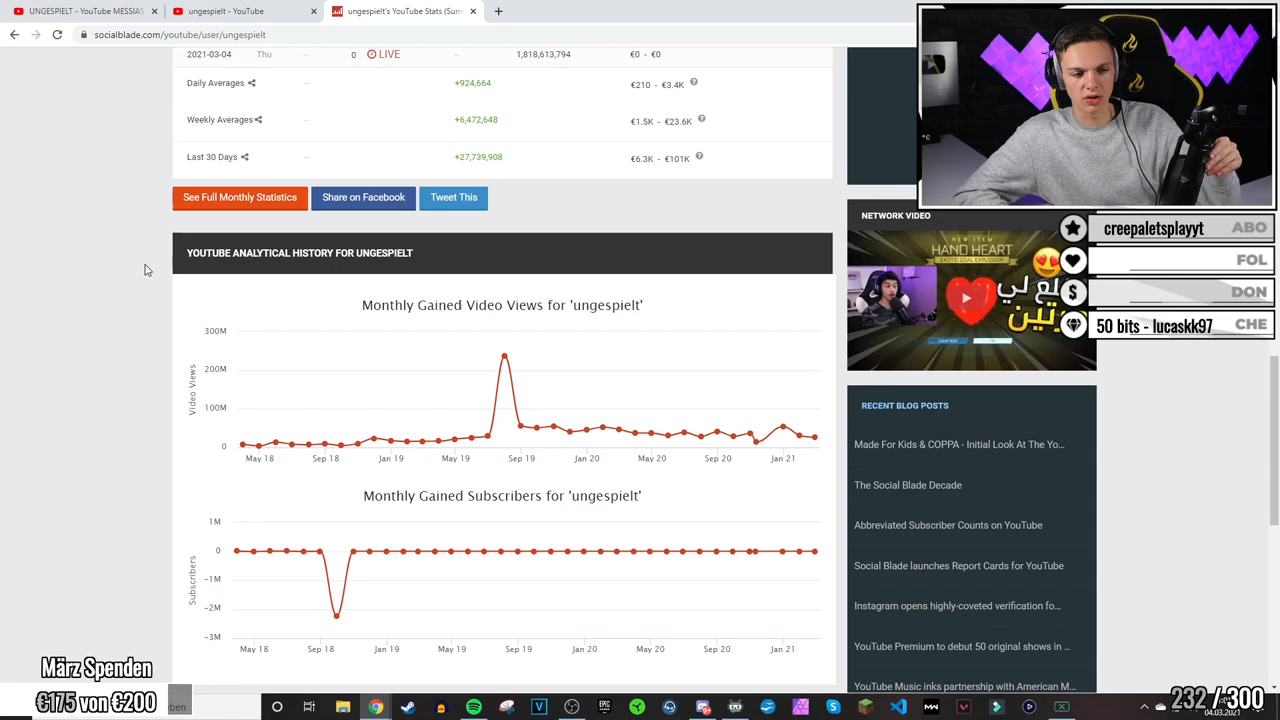 UNGESPIELT - YouTube MESSIAS
ungespielt - YouTube
ungespielt's YouTube Stats (Sum
socialblade.com/youtube/user/ungespielt
2021-03-04 Thu 0 LIVE 1,818,613,794 €0 - €0
Daily Averages -- +924,664 €210 - €3.4K
Weekly Averages -- +6,472,648 €1.5K - €23.6K
Last 30 Days -- +27,739,908 €6.3K - €101K
See Full Monthly Statistics
Share on Facebook
Tweet This
YOUTUBE ANALYTICAL HISTORY FOR UNGESPIELT
Monthly Gained Video Views for 'ungespielt'
Video Views
300M
200M
100M
0
May 18 Sep 18 Jan 19 May 19 Sep 19 Jan 20 May 20 Sep 20 Jan 21
Monthly Gained Subscribers for 'ungespielt'
Subscribers
1M
0
-1M
-2M
-3M
May 18 Sep 18 Jan 19 May 19 Sep 19 Jan 20 May 20 Sep 20 Jan 21
NETWORK VIDEO
NEW ITEM
HAND HEART
EXOTIC GOAL EXPLOSION
مرتين
RECENT BLOG POSTS
Made For Kids & COPPA - Initial Look At The Yo...
The Social Blade Decade
Abbreviated Subscriber Counts on YouTube
Social Blade launches Report Cards for YouTube
Instagram opens highly-coveted verification fo...
YouTube Premium to debut 50 original shows in ...
YouTube Music inks partnership with American M...
creepaletsplayyt ABO
FOL
DON
50 bits - lucaskk97 CHE
März Spenden
€175 von €200
232 / 300
04.03.2021